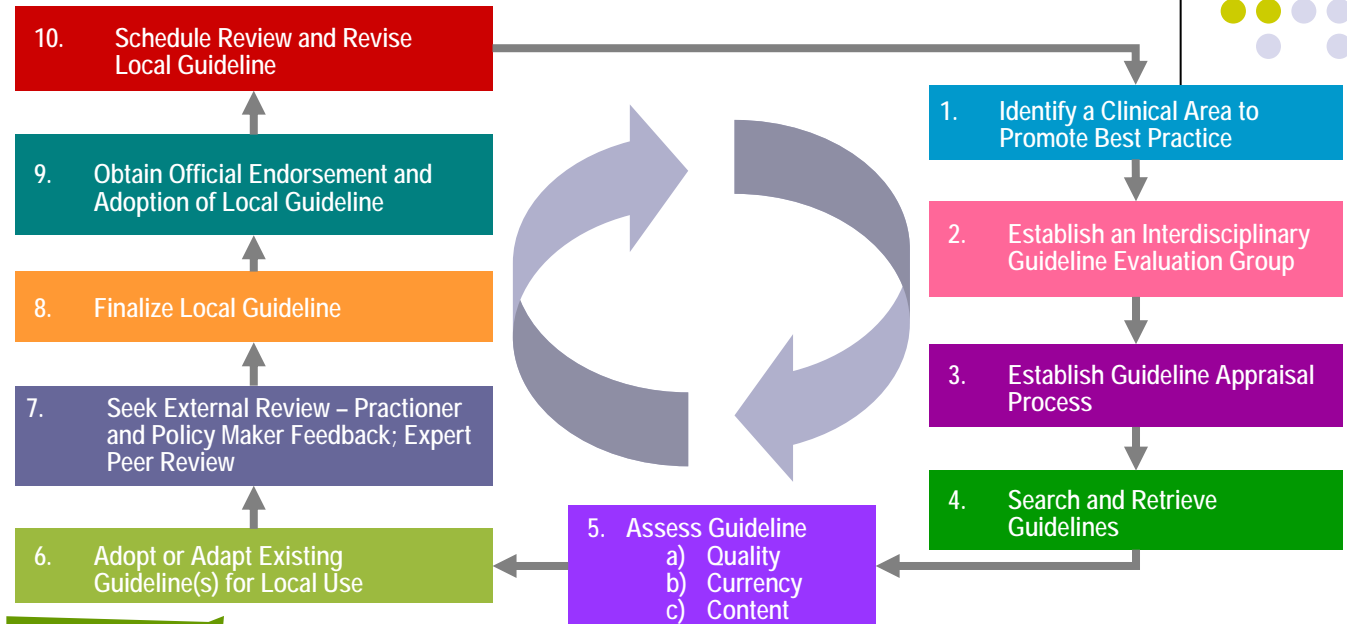 10. Schedule Review and Revise
Local Guideline
1. Identify a Clinical Area to
Promote Best Practice
9. Obtain Official Endorsement and
Adoption of Local Guideline
2. Establish an Interdisciplinary
Guideline Evaluation Group
8. Finalize Local Guideline
3. Establish Guideline Appraisal
Process
7. Seek External Review – Practioner
and Policy Maker Feedback; Expert
Peer Review
4. Search and Retrieve
Guidelines
5. Assess Guideline
a) Quality
b) Currency
c) Content
6. Adopt or Adapt Existing
Guideline(s) for Local Use